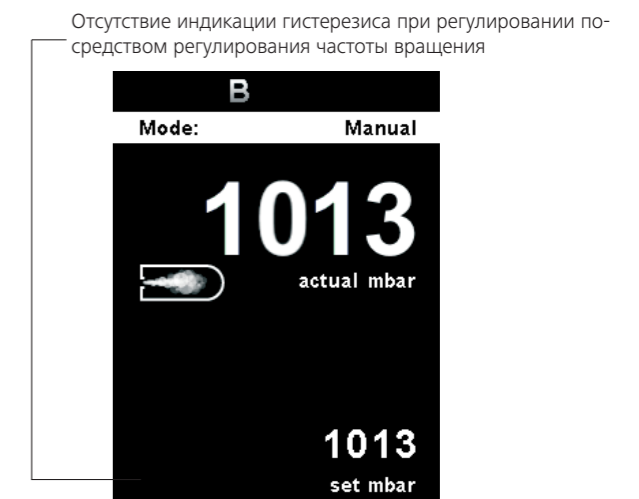 Отсутствие индикации гистерезиса при регулировании по-
средством регулирования частоты вращения
B
Mode: Manual
1013
actual mbar
1013
set mbar